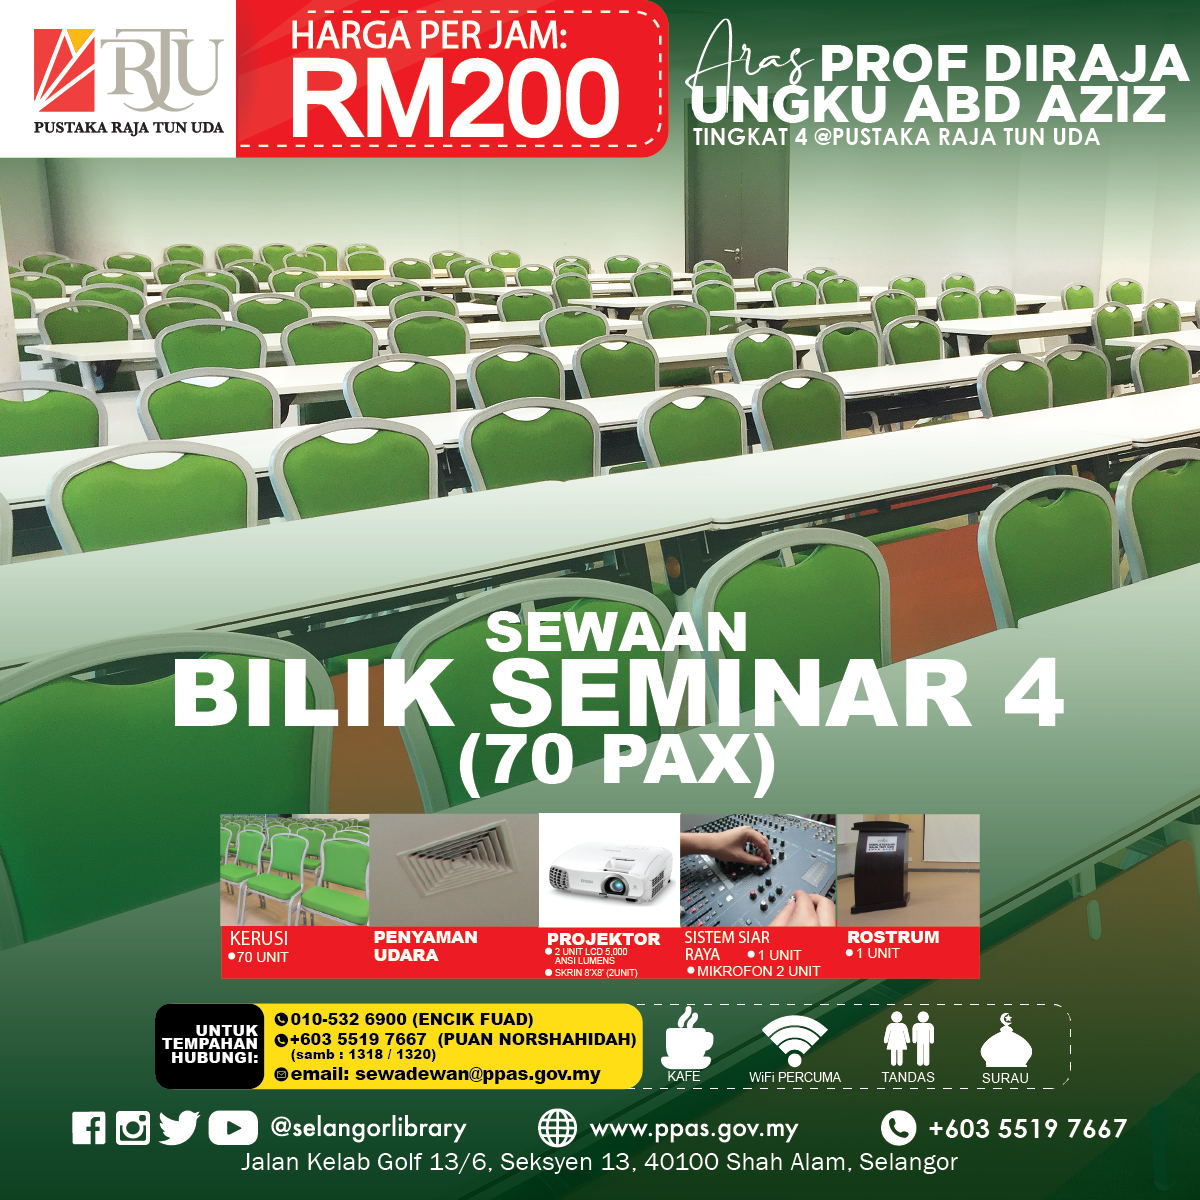 RTU
PUSTAKA RAJA TUN UDA
HARGA PER JAM:
RM200
Aras PROF DIRAJA
UNGKU ABD AZIZ
TINGKAT 4 @PUSTAKA RAJA TUN UDA
SEWAAN
BILIK SEMINAR 4
(70 PAX)
KERUSI
• 70 UNIT
PENYAMAN
UDARA
PROJEKTOR
• 2 UNIT LCD 5,000
ANSI LUMENS
• SKRIN 8'X8' (2UNIT)
SISTEM SIAR
RAYA • 1 UNIT
• MIKROFON 2 UNIT
ROSTRUM
• 1 UNIT
UNTUK
TEMPAHAN
HUBUNGI:
010-532 6900 (ENCIK FUAD)
+603 5519 7667 (PUAN NORSHAHIDAH)
(samb : 1318 / 1320)
email: sewadewan@ppas.gov.my
KAFE
WiFi PERCUMA
TANDAS
SURAU
@selangorlibrary
www.ppas.gov.my
+603 5519 7667
Jalan Kelab Golf 13/6, Seksyen 13, 40100 Shah Alam, Selangor